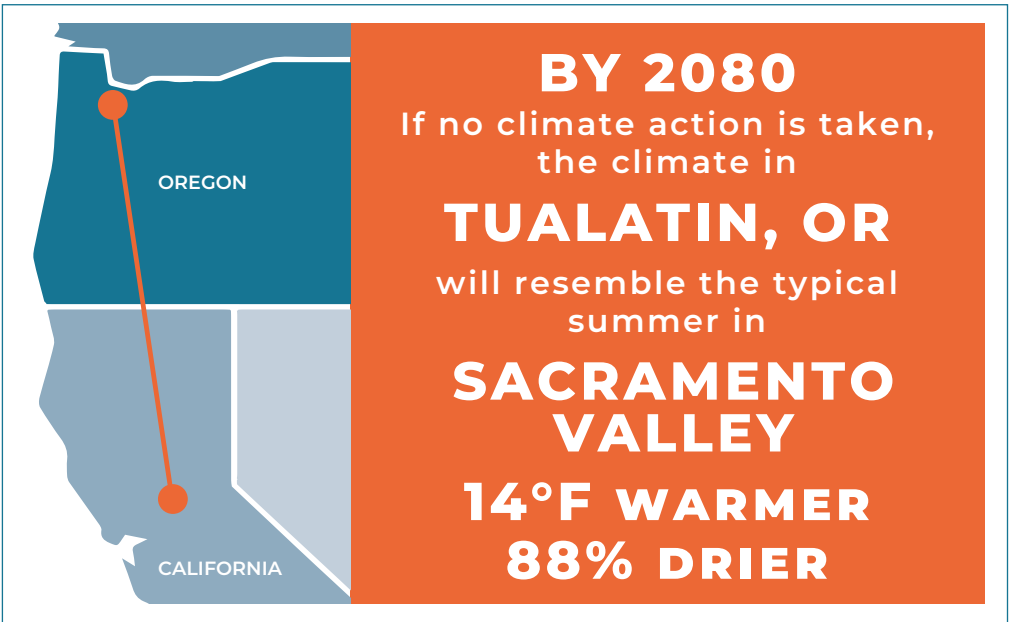 OREGON
CALIFORNIA
BY 2080
If no climate action is taken,
the climate in
TUALATIN, OR
will resemble the typical
summer in
SACRAMENTO
VALLEY
14°F WARMER
88% DRIER